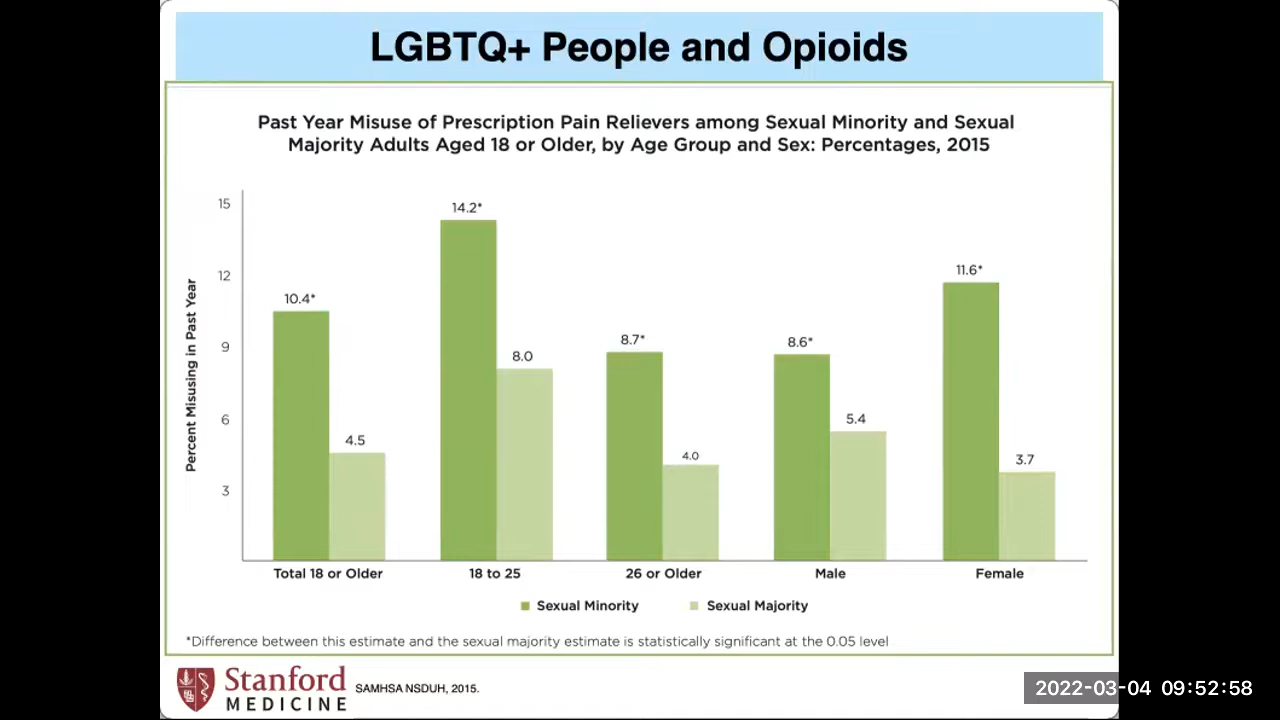 LGBTQ+ People and Opioids
Past Year Misuse of Prescription Pain Relievers among Sexual Minority and Sexual
Majority Adults Aged 18 or Older, by Age Group and Sex: Percentages, 2015
Percent Misusing in Past Year
15
12
9
6
3
10.4*
4.5
14.2*
8.0
8.7*
4.0
8.6*
5.4
11.6*
3.7
Total 18 or Older
18 to 25
26 or Older
Male
Female
Sexual Minority
Sexual Majority
*Difference between this estimate and the sexual majority estimate is statistically significant at the 0.05 level
Stanford
MEDICINE
SAMHSA NSDUH, 2015.
2022-03-04 09:52:58